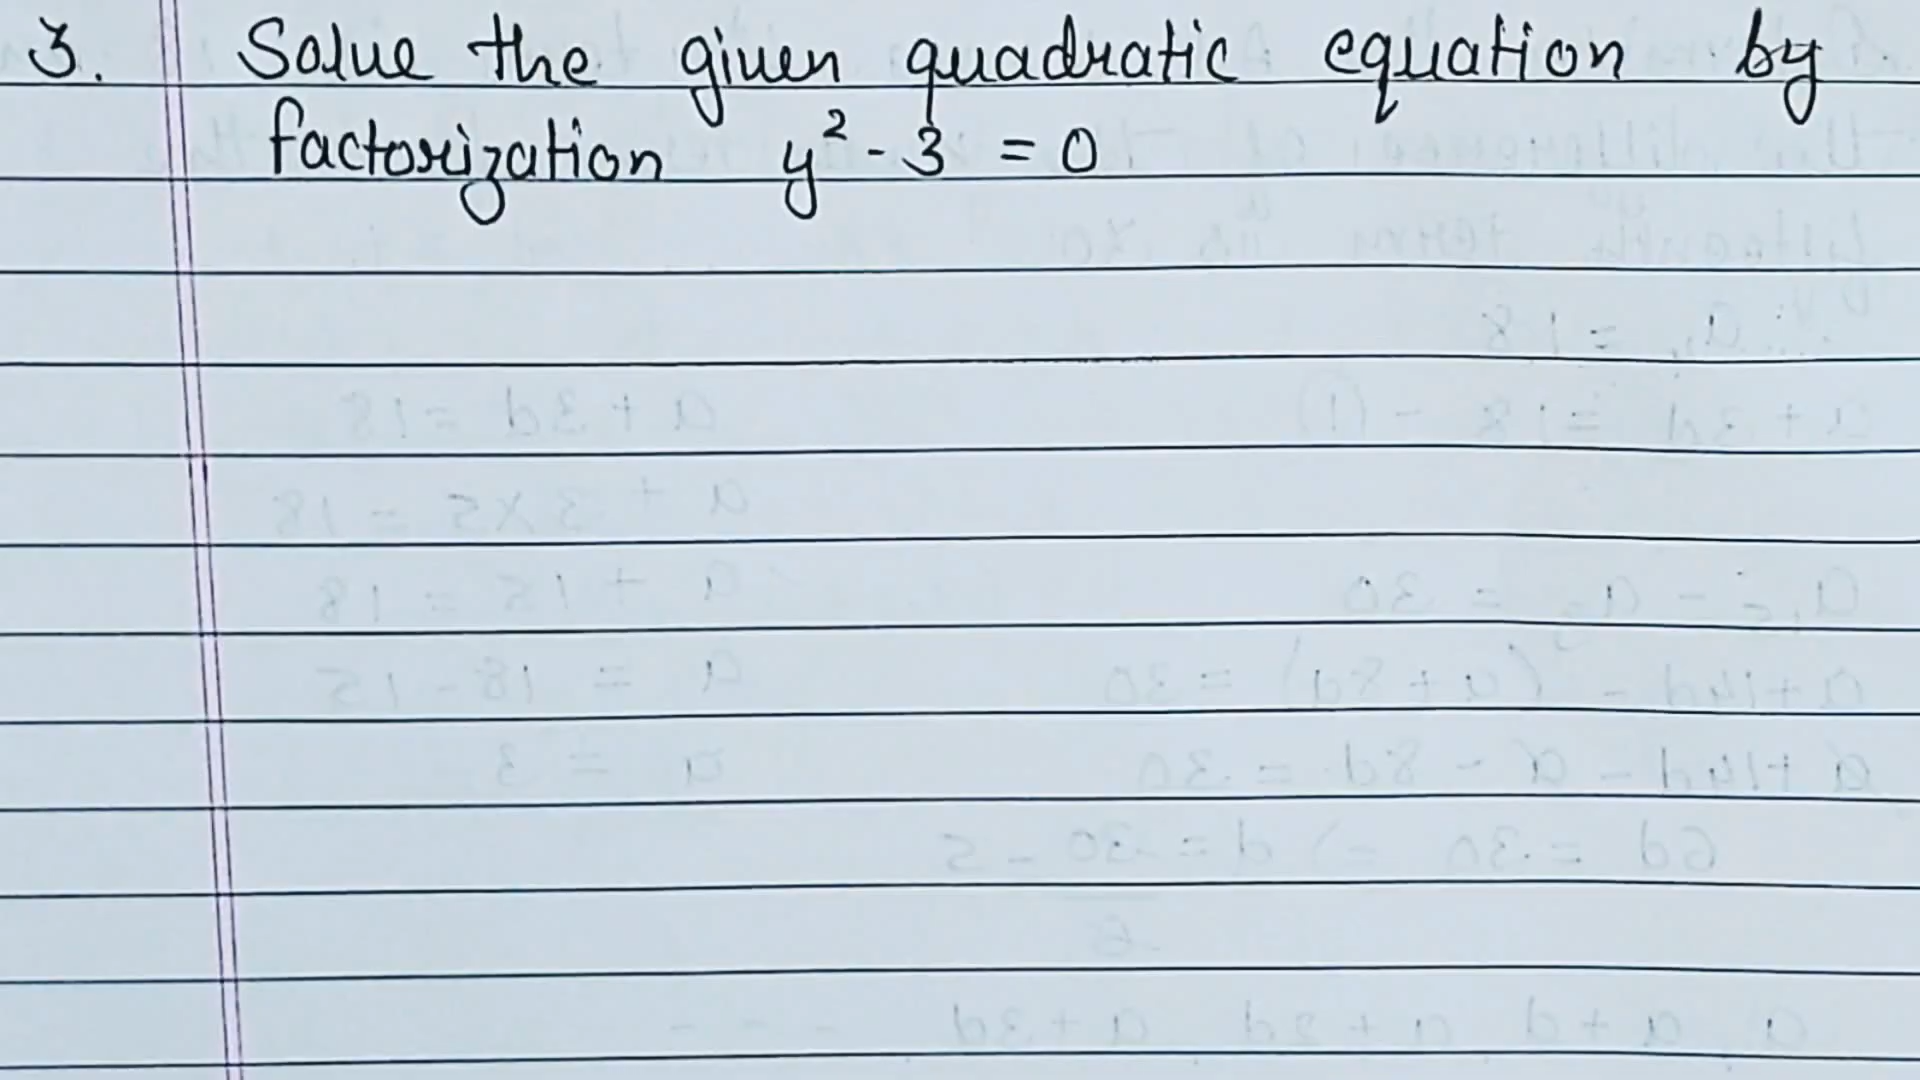 3. Solve the given quadratic equation by
factorization y² - 3 = 0